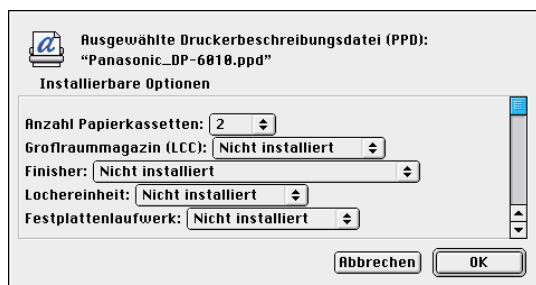 Ausgewählte Druckerbeschreibungsdatei (PPD):
“Panasonic_DP-6010.ppd”
Installierbare Optionen
Anzahl Papierkassetten: 2
Groflraummagazin (LCC): Nicht installiert
Finisher: Nicht installiert
Lochereinheit: Nicht installiert
Festplattenlaufwerk: Nicht installiert
Abbrechen OK